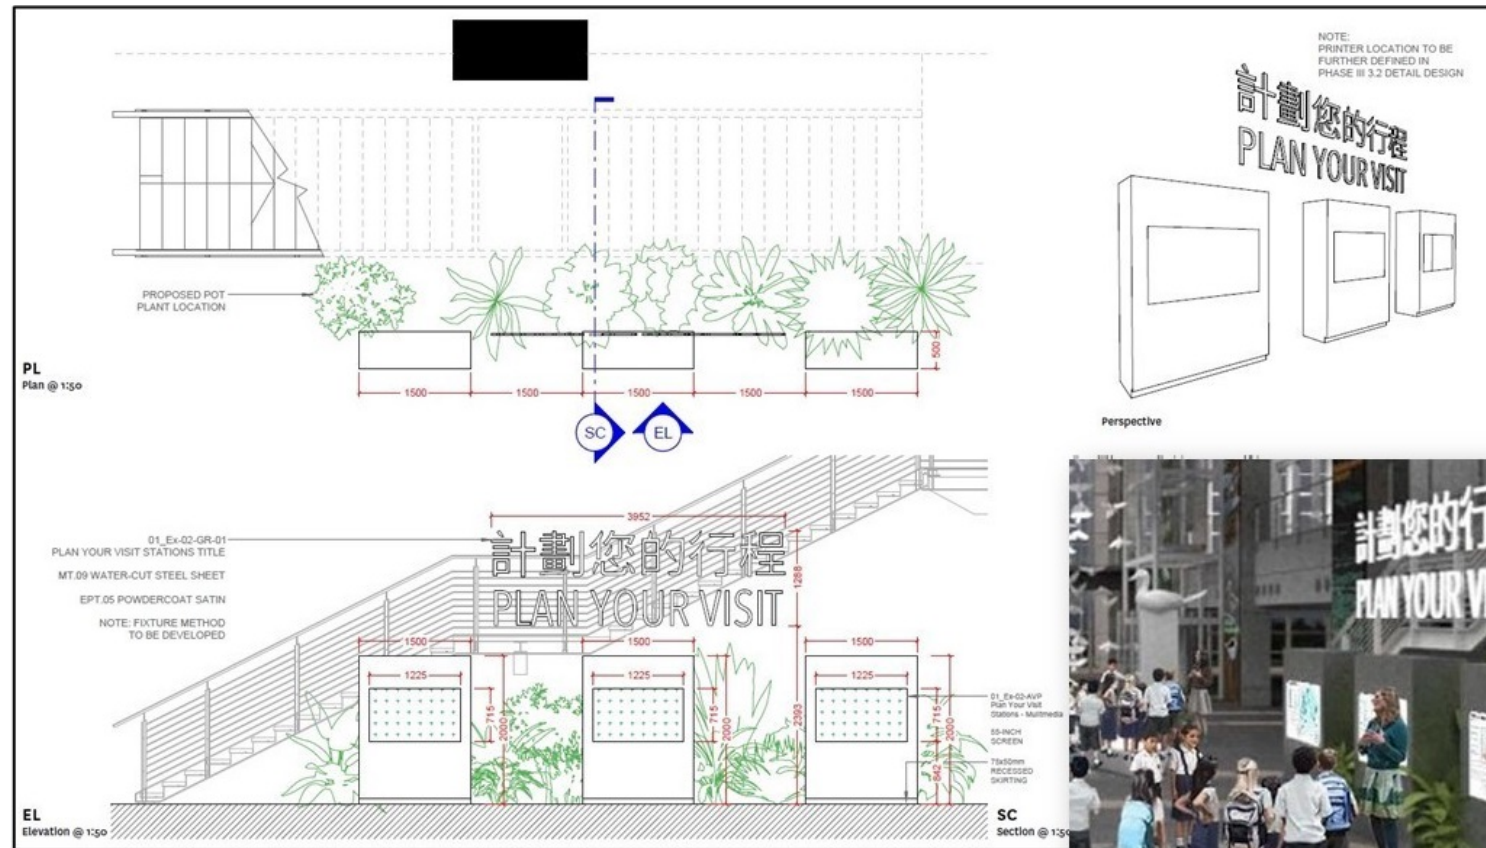 NOTE:
PRINTER LOCATION TO BE
FURTHER DEFINED IN
PHASE III 3.2 DETAIL DESIGN
計劃您的行程
PLAN YOUR VISIT
PROPOSED POT
PLANT LOCATION
500
PL
Plan @ 1:50
1500
1500
1500
1500
1500
SC
EL
Perspective
3952
01_Ex-02-GR-01
PLAN YOUR VISIT STATIONS TITLE
MT.09 WATER-CUT STEEL SHEET
EPT.05 POWDERCOAT SATIN
NOTE: FIXTURE METHOD
TO BE DEVELOPED
計劃您的行程
PLAN YOUR VISIT
1288
1500
1500
1500
1225
1225
1225
715
2000
715
2000
2393
715
2000
842
01_Ex-02-AVP
Plan Your Visit
Stations - Multimedia
55-INCH
SCREEN
75x50mm
RECESSED
SKIRTING
EL
Elevation @ 1:50
SC
Section @ 1:50
計劃您的行
PLAN YOUR V